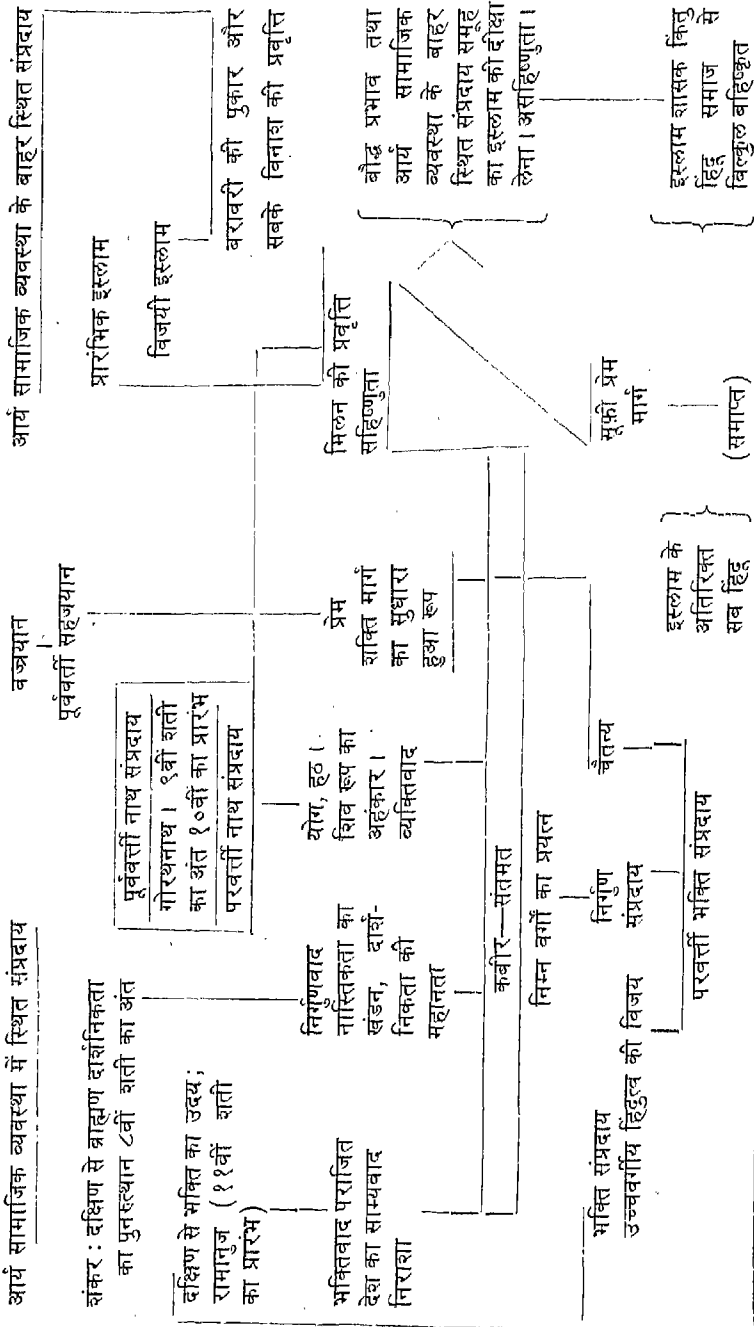 आर्य सामाजिक व्यवस्था में स्थित संप्रदाय
आर्य सामाजिक व्यवस्था के बाहर स्थित संप्रदाय
शंकर : दक्षिण से ब्राह्मण दार्शनिकता
का पुनरुत्थान ८वीं शती का अंत
वज्रयान
पूर्ववर्ती सहजयान
प्रारंभिक इस्लाम
विजयी इस्लाम
पूर्ववर्त्ती नाथ संप्रदाय
गोरथनाथ । ९वीं शती
का अंत १०वीं का प्रारंभ
परवर्त्ती नाथ संप्रदाय
दक्षिण से भक्ति का उदय;
रामानुज (११वीं शती
का प्रारंभ)
बराबरी की पुकार और
सबके विनाश की प्रवृत्ति
भक्तिवाद पराजित
देश का साम्यवाद
निराशा
निर्गुणवाद
नास्तिकता का
खंडन, दार्श-
निकता की
महानता
योग, हठ ।
शिव रूप का
अहंकार ।
व्यक्तिवाद
प्रेम
शक्ति मार्ग
का सुधारा
हुआ रूप
मिलन की प्रवृत्ति
सहिष्णुता
बौद्ध प्रभाव तथा
आर्य सामाजिक
व्यवस्था के बाहर
स्थित संप्रदाय समूह
का इस्लाम की दीक्षा
लेना । असहिष्णुता ।
कबीर—संतमत
निम्न वर्गों का प्रयत्न
सूफ़ी प्रेम
मार्ग
भक्ति संप्रदाय
उच्चवर्गीय हिंदुत्व की विजय
निर्गुण
संप्रदाय
चैतन्य
परवर्त्ती भक्ति संप्रदाय
इस्लाम के
अतिरिक्त
सब हिंदू
(समाप्त)
इस्लाम शासक किंतु
हिंदू समाज से
बिल्कुल बहिष्कृत